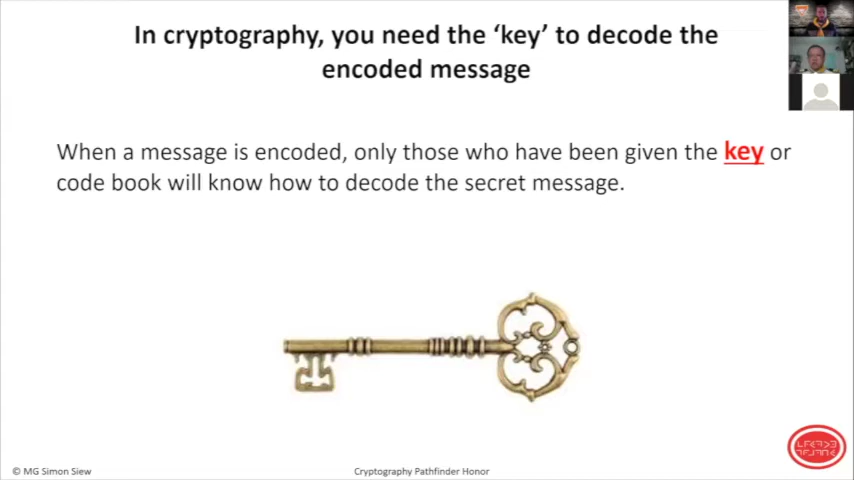 In cryptography, you need the ‘key’ to decode the
encoded message
When a message is encoded, only those who have been given the key or
code book will know how to decode the secret message.
© MG Simon Siew
Cryptography Pathfinder Honor